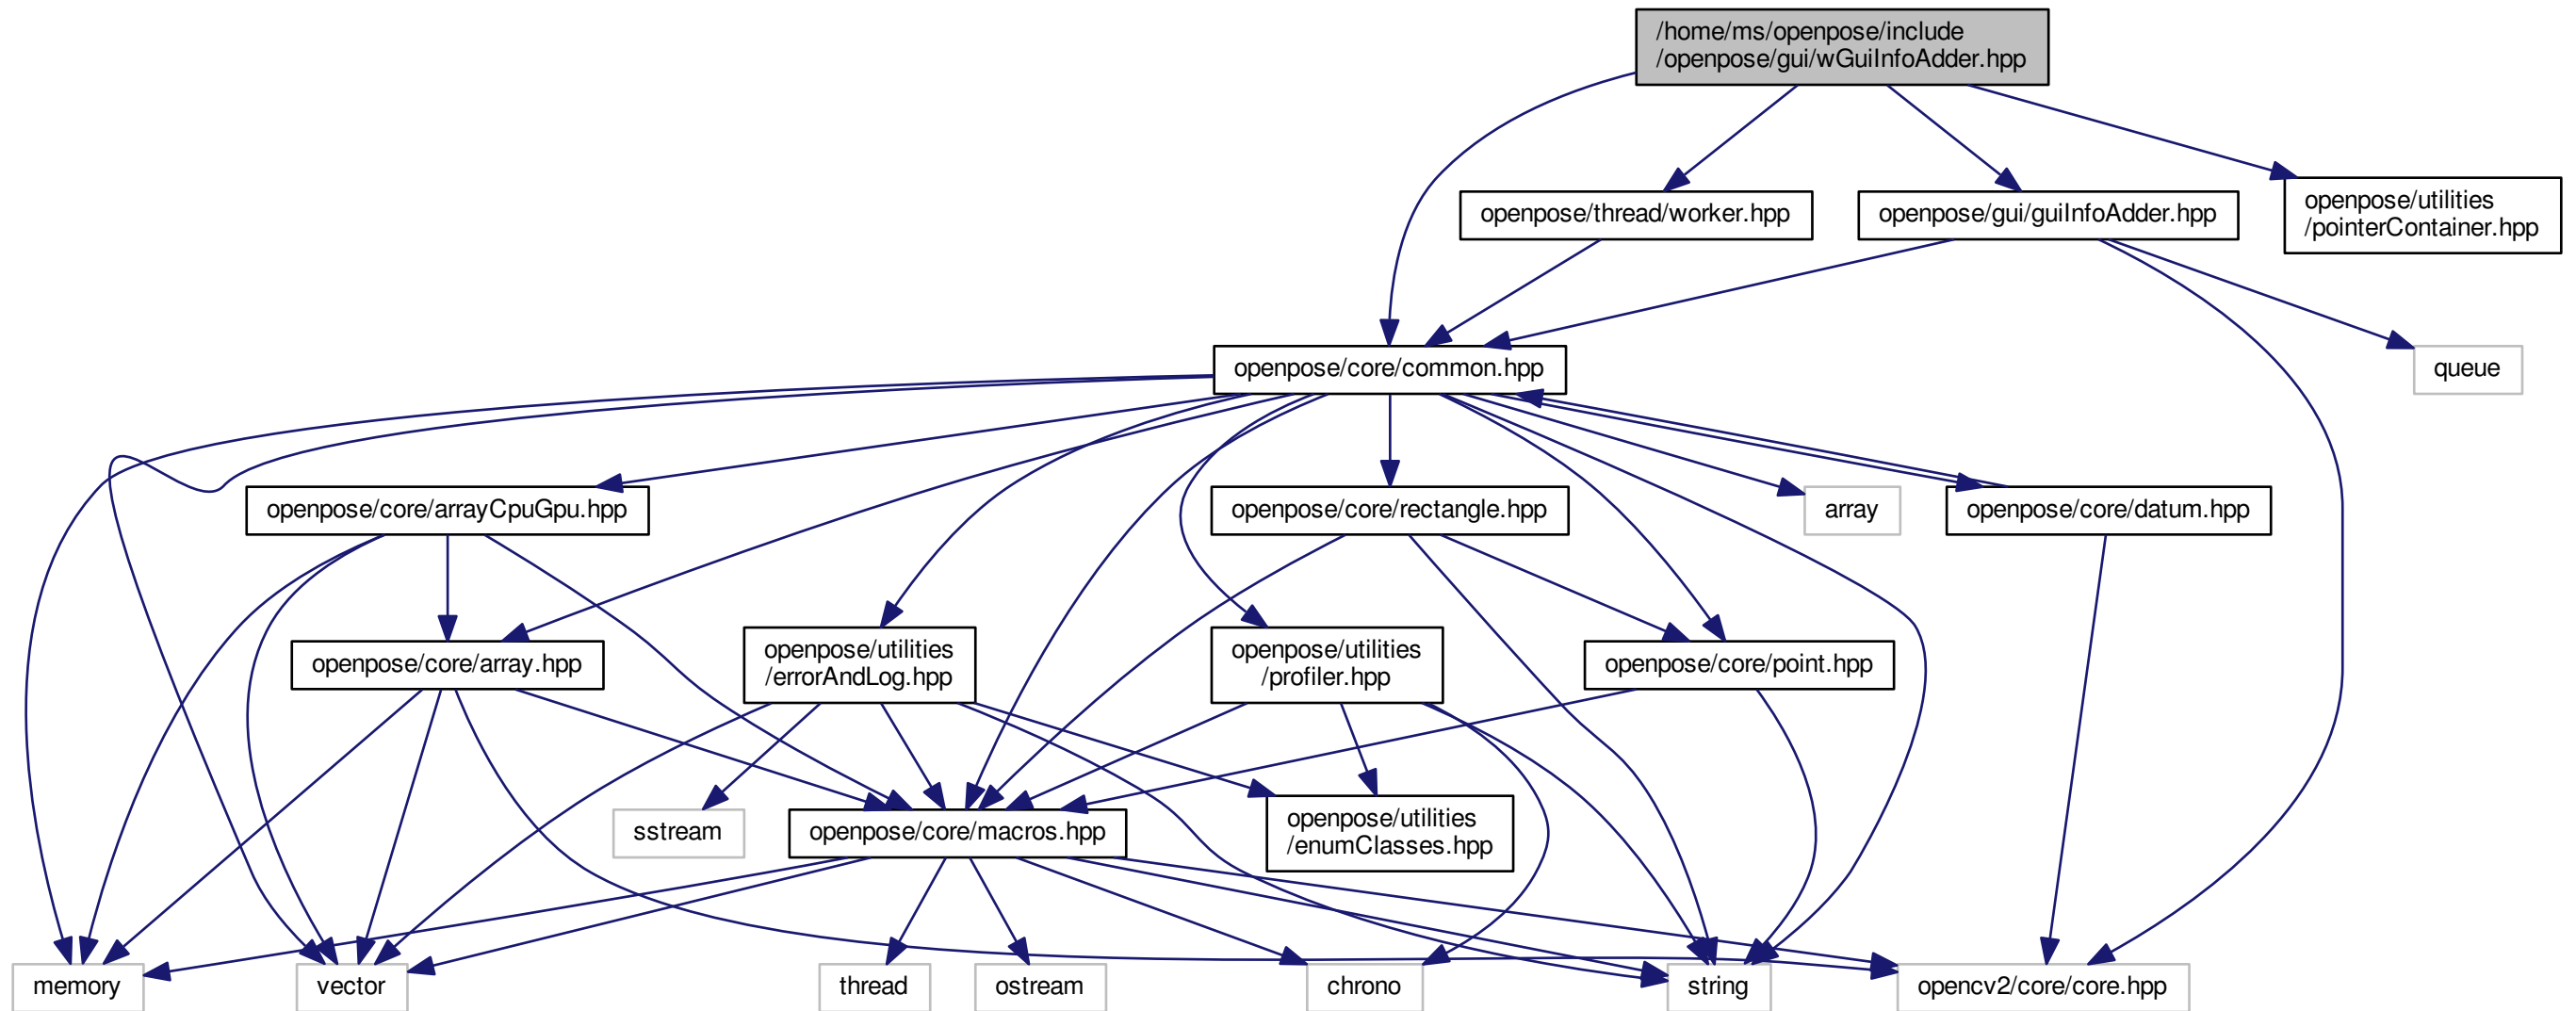 /home/ms/openpose/include
/openpose/gui/wGuiInfoAdder.hpp
openpose/thread/worker.hpp
openpose/gui/guiInfoAdder.hpp
openpose/utilities
/pointerContainer.hpp
openpose/core/common.hpp
queue
openpose/core/arrayCpuGpu.hpp
openpose/core/rectangle.hpp
array
openpose/core/datum.hpp
openpose/core/array.hpp
openpose/utilities
/errorAndLog.hpp
openpose/utilities
/profiler.hpp
openpose/core/point.hpp
sstream
openpose/core/macros.hpp
openpose/utilities
/enumClasses.hpp
memory
vector
thread
ostream
chrono
string
opencv2/core/core.hpp